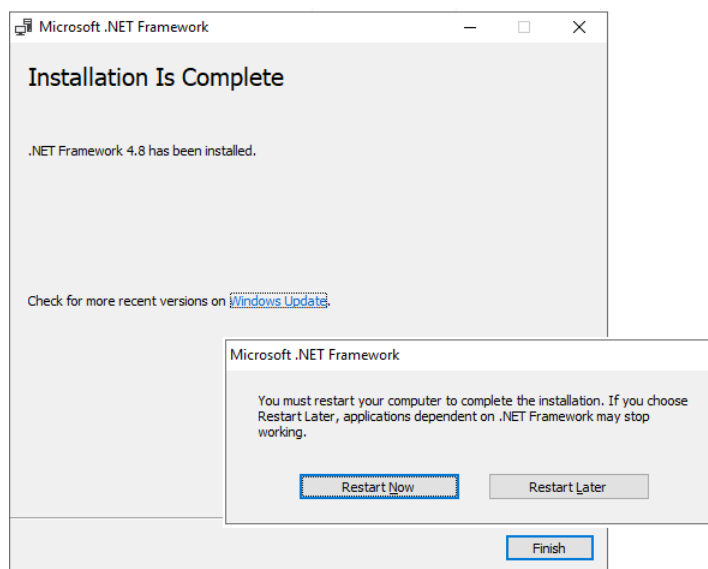 Microsoft .NET Framework
Installation Is Complete
.NET Framework 4.8 has been installed.
Check for more recent versions on Windows Update.
Microsoft .NET Framework
You must restart your computer to complete the installation. If you choose
Restart Later, applications dependent on .NET Framework may stop
working.
Restart Now
Restart Later
Finish